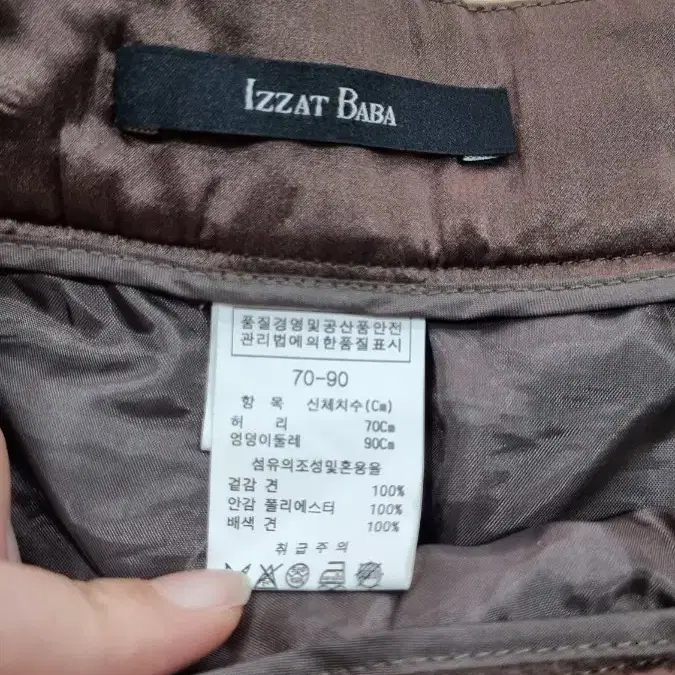 IZZAT BABA
품질경영및공산품안전
관리법에의한품질표시
70-90
항 목 신체치수(Cm)
허 리 70Cm
엉덩이둘레 90Cm
섬유의조성및혼용율
겉감 견 100%
안감 폴리에스터 100%
배색 견 100%
취급주의